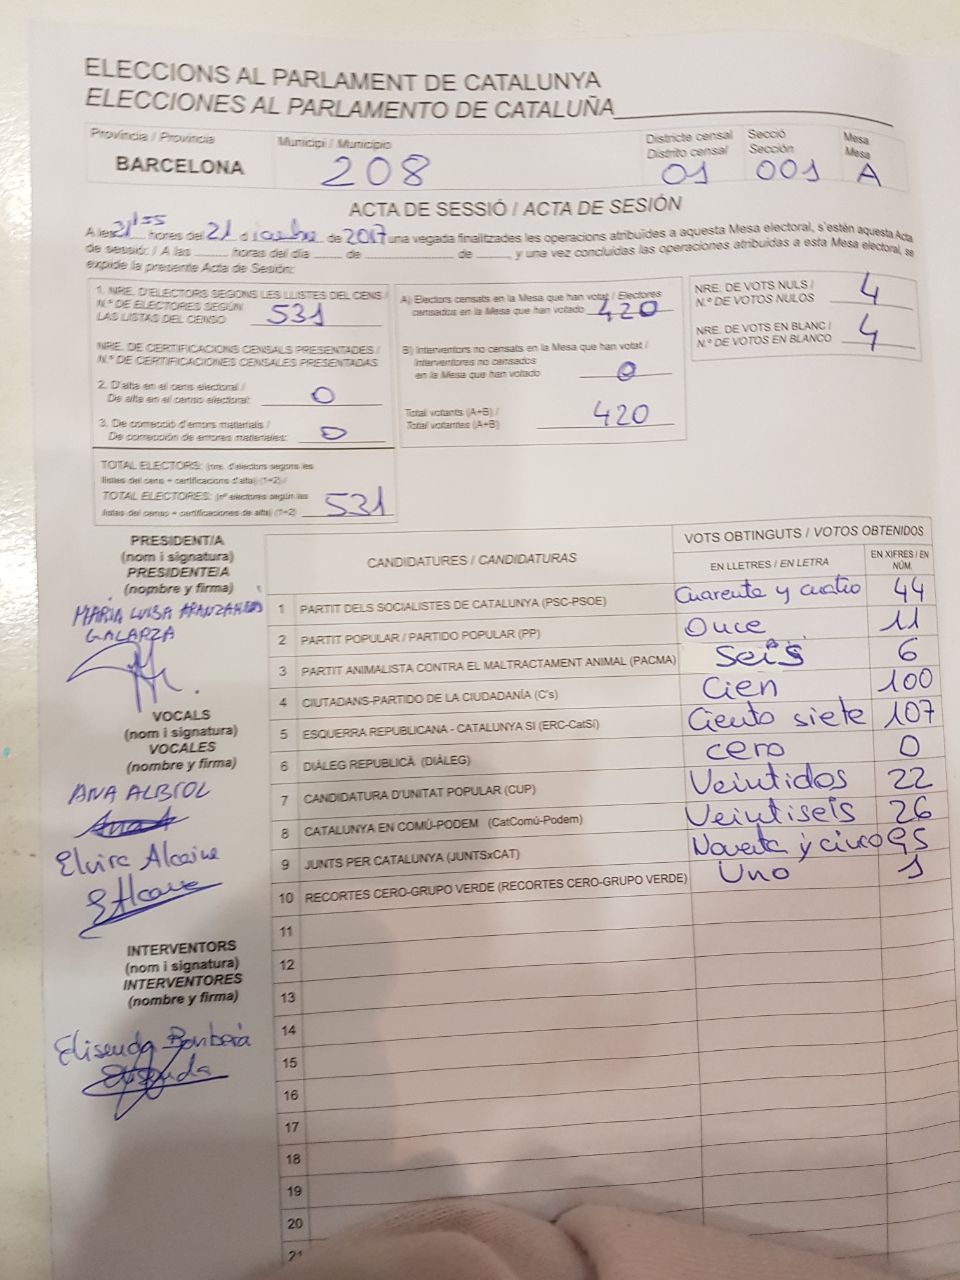 ELECCIONS AL PARLAMENT DE CATALUNYA
ELECCIONES AL PARLAMENTO DE CATALUÑA
Província / Provincia
BARCELONA
Municipi / Municipio
208
Districte censal
Distrito censal
01
Secció
Sección
001
Mesa
Mesa
A
ACTA DE SESSIÓ / ACTA DE SESIÓN
A les 21'55 hores del 21 d diciembre de 2017 una vegada finalitzades les operacions atribuïdes a aquesta Mesa electoral, s'estén aquesta Acta
de sessió: / A las horas del día de de , y una vez concluidas las operaciones atribuidas a esta Mesa electoral, se
expide la presente Acta de Sesión:
1. NRE. D'ELECTORS SEGONS LES LLISTES DEL CENS /
N.º DE ELECTORES SEGÚN
LAS LISTAS DEL CENSO 531
NRE. DE CERTIFICACIONS CENSALS PRESENTADES /
N.º DE CERTIFICACIONES CENSALES PRESENTADAS
2. D'alta en el cens electoral /
De alta en el censo electoral: 0
3. De correcció d'errors materials /
De corrección de errores materiales: 0
TOTAL ELECTORS: (nre. d'electors segons les
llistes del cens + certificacions d'alta) (1+2) /
TOTAL ELECTORES: (nº electores según las
listas del censo + certificaciones de alta) (1+2) 531
A) Electors censats en la Mesa que han votat / Electores
censados en la Mesa que han votado 420
B) Interventors no censats en la Mesa que han votat /
Interventores no censados
en la Mesa que han votado 0
Total votants (A+B) /
Total votantes (A+B) 420
NRE. DE VOTS NULS /
N.º DE VOTOS NULOS 4
NRE. DE VOTS EN BLANC /
N.º DE VOTOS EN BLANCO 4
PRESIDENT/A
(nom i signatura)
PRESIDENTE/A
(nombre y firma)
MARIA LUISA ARANZAHEO
GALARZA
VOCALS
(nom i signatura)
VOCALES
(nombre y firma)
ANA ALBIOL
Ana A
Elvira Alcaine
INTERVENTORS
(nom i signatura)
INTERVENTORES
(nombre y firma)
Elisenda
CANDIDATURES / CANDIDATURAS
VOTS OBTINGUTS / VOTOS OBTENIDOS
EN LLETRES / EN LETRA
EN XIFRES / EN
NÚM.
1 PARTIT DELS SOCIALISTES DE CATALUNYA (PSC-PSOE) Cuarenta y cuatro 44
2 PARTIT POPULAR / PARTIDO POPULAR (PP) Once 11
3 PARTIT ANIMALISTA CONTRA EL MALTRACTAMENT ANIMAL (PACMA) Seis 6
4 CIUTADANS-PARTIDO DE LA CIUDADANÍA (C's) Cien 100
5 ESQUERRA REPUBLICANA - CATALUNYA SI (ERC-CatSí) Ciento siete 107
6 DIÀLEG REPUBLICÀ (DIÀLEG) cero 0
7 CANDIDATURA D'UNITAT POPULAR (CUP) Veintidos 22
8 CATALUNYA EN COMÚ-PODEM (CatComú-Podem) Veintiseis 26
9 JUNTS PER CATALUNYA (JUNTSxCAT) Noventa y cinco 95
10 RECORTES CERO-GRUPO VERDE (RECORTES CERO-GRUPO VERDE) Uno 1
11
12
13
14
15
16
17
18
19
20
21